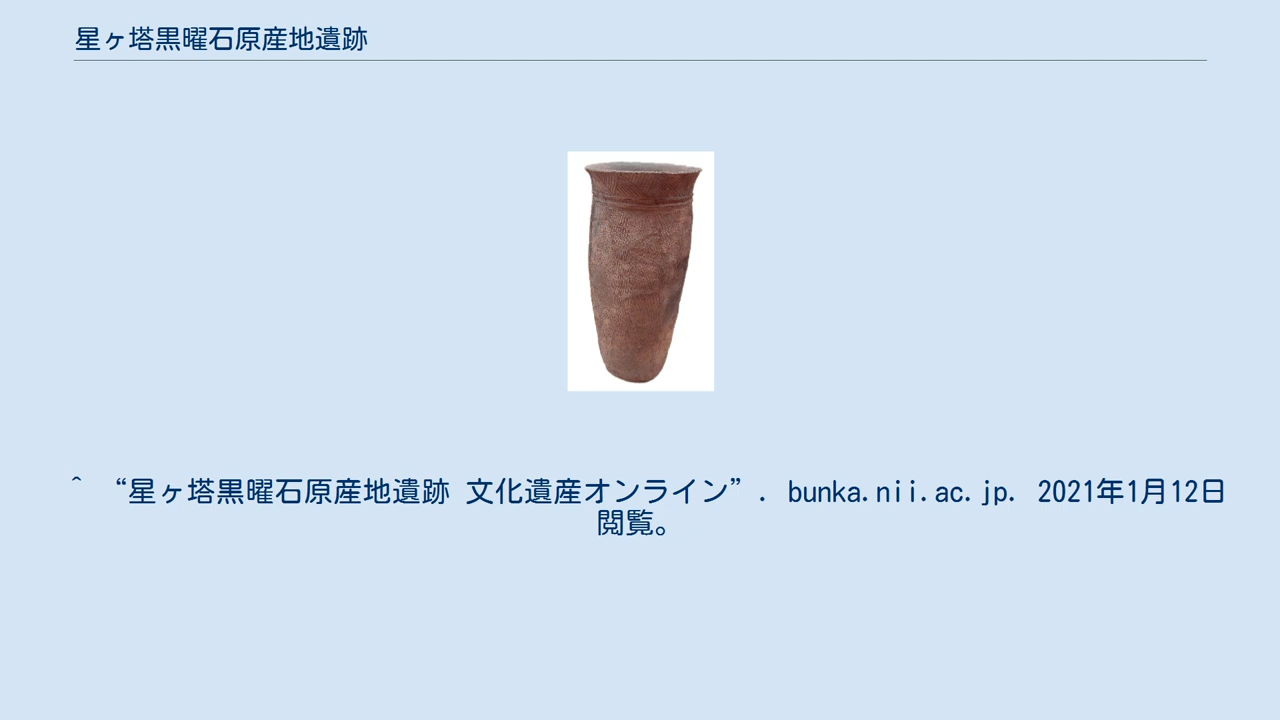 星ヶ塔黒曜石原産地遺跡
^ “星ヶ塔黒曜石原産地遺跡 文化遺産オンライン”. bunka.nii.ac.jp. 2021年1月12日
閲覧。